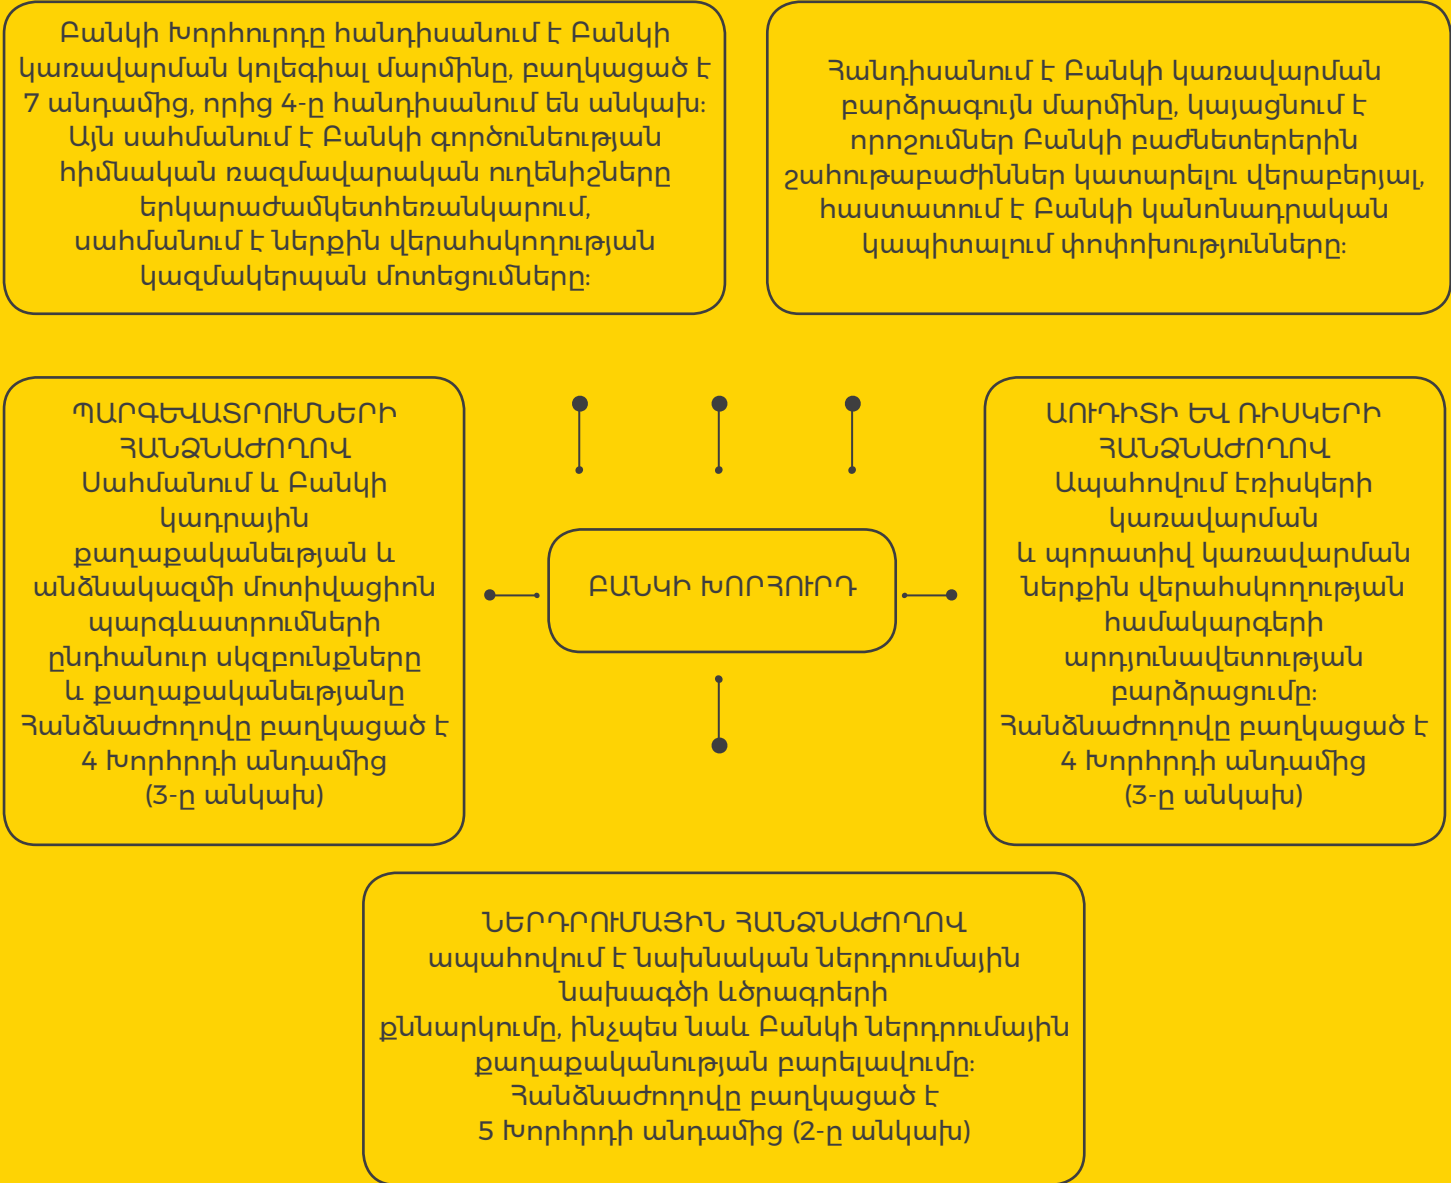 Բանկի Խորհուրդը հանդիսանում է Բանկի
կառավարման կոլեգիալ մարմինը, բաղկացած է
7 անդամից, որից 4-ը հանդիսանում են անկախ:
Այն սահմանում է Բանկի գործունեության
հիմնական ռազմավարական ուղենիշները
երկարաժամկետհեռանկարում,
սահմանում է ներքին վերահսկողության
կազմակերպան մոտեցումները:
Հանդիսանում է Բանկի կառավարման
բարձրագույն մարմինը, կայացնում է
որոշումներ Բանկի բաժնետերերին
շահութաբաժիններ կատարելու վերաբերյալ,
հաստատում է Բանկի կանոնադրական
կապիտալում փոփոխությունները:
ՊԱՐԳԵՎԱՏՐՈՒՄՆԵՐԻ
ՀԱՆՁՆԱԺՈՂՈՎ
Սահմանում և Բանկի
կադրային
քաղաքականեւթյան և
անձնակազմի մոտիվացիոն
պարգևատրումների
ընդհանուր սկզբունքները
և քաղաքականեւթյանը
Հանձնաժողովը բաղկացած է
4 Խորհրդի անդամից
(3-ը անկախ)
ԲԱՆԿԻ ԽՈՐՀՈՒՐԴ
ԱՈՒԴԻՏԻ ԵՎ ՌԻՍԿԵՐԻ
ՀԱՆՁՆԱԺՈՂՈՎ
Ապահովում էռիսկերի
կառավարման
և պորատիվ կառավարման
ներքին վերահսկողության
համակարգերի
արդյունավետության
բարձրացումը:
Հանձնաժողովը բաղկացած է
4 Խորհրդի անդամից
(3-ը անկախ)
ՆԵՐԴՐՈՒՄԱՅԻՆ ՀԱՆՁՆԱԺՈՂՈՎ
ապահովում է նախնական ներդրումային
նախագծի ևծրագրերի
քննարկումը, ինչպես նաև Բանկի ներդրումային
քաղաքականության բարելավումը:
Հանձնաժողովը բաղկացած է
5 Խորհրդի անդամից (2-ը անկախ)